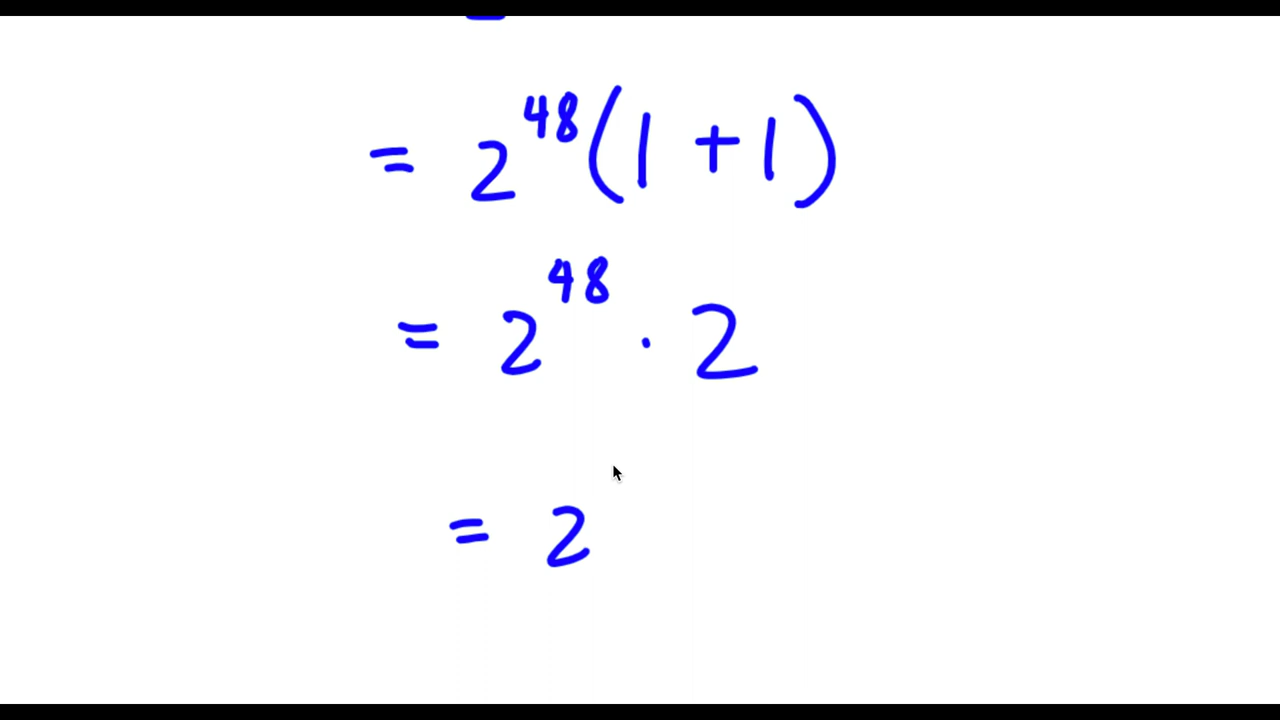 = 2^48(1 + 1)
= 2^48 · 2
= 2